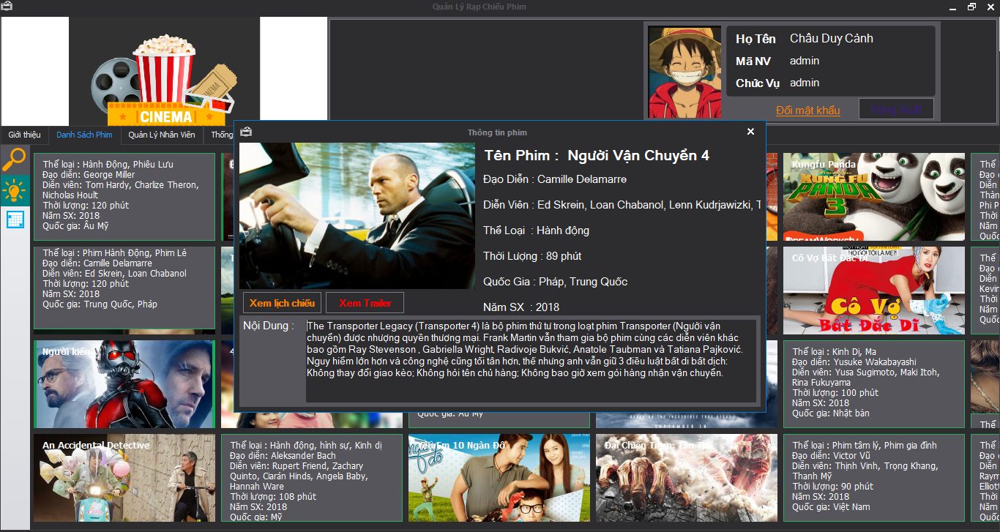 Quản Lý Rạp Chiếu Phim
CINEMA
Họ Tên Châu Duy Cảnh
Mã NV admin
Chức Vụ admin
Đổi mật khẩu
Đăng Xuất
Giới thiệu
Danh Sách Phim
Quản Lý Nhân Viên
Thống
Thể loại : Hành Động, Phiêu Lưu
Đạo diễn: George Miller
Diễn viên: Tom Hardy, Charlize Theron,
Nicholas Hoult
Thời lượng: 120 phút
Năm SX: 2018
Quốc gia: Âu Mỹ
Thể loại : Phim Hành Động, Phim Lẻ
Đạo diễn: Camille Delamarre
Diễn viên: Ed Skrein, Loan Chabanol
Thời lượng: 120 phút
Năm SX: 2018
Quốc gia: Trung Quốc, Pháp
Người kiến
An Accidental Detective
Thông tin phim
Tên Phim : Người Vận Chuyển 4
Đạo Diễn : Camille Delamarre
Diễn Viên : Ed Skrein, Loan Chabanol, Lenn Kudrjawizki, T
Thể Loại : Hành động
Thời Lượng : 89 phút
Quốc Gia : Pháp, Trung Quốc
Năm SX : 2018
Xem lịch chiếu
Xem Trailer
Nội Dung :
The Transporter Legacy (Transporter 4) là bộ phim thứ tư trong loạt phim Transporter (Người vận
chuyển) được nhượng quyền thương mại. Frank Martin vẫn tham gia bộ phim cùng các diễn viên khác
bao gồm Ray Stevenson , Gabriella Wright, Radivoje Bukvić, Anatole Taubman và Tatiana Pajković.
Nguy hiểm lớn hơn và công nghệ cũng tối tân hơn, thế nhưng anh vẫn giữ 3 điều luật bất di bất dịch:
Không thay đổi giao kèo; Không hỏi tên chủ hàng; Không bao giờ xem gói hàng nhận vận chuyển.
Quốc gia: Âu Mỹ
SEPTEMBER 18
Thể loại : Hành động, hình sự, Kinh dị
Đạo diễn: Aleksander Bach
Diễn viên: Rupert Friend, Zachary
Quinto, Ciarán Hinds, Angela Baby,
Hannah Ware
Thời lượng: 108 phút
Năm SX: 2018
Quốc gia: Mỹ
Yêu Em 10 Ngàn Đô
Đại Chiến Titan: Tận Thế
Kungfu Panda 3
KUNG FU
PANDA
3
DREAMWORKSTV
Cô Vợ Bất Đắc Dĩ
CHỌ GỌI TÔI LÀ MẸ?!
Cô Vợ
Bất Đắc Dĩ
Thể loại : Kinh Dị, Ma
Đạo diễn: Yusuke Wakabayashi
Diễn viên: Yusa Sugimoto, Maki Itoh,
Rina Fukuyama
Thời lượng: 100 phút
Năm SX: 2018
Quốc gia: Nhật bản
Thể loại : Phim tâm lý, Phim gia đình
Đạo diễn: Victor Vũ
Diễn viên: Thịnh Vinh, Trọng Khang,
Thanh Mỹ
Thời lượng: 90 phút
Năm SX: 2018
Quốc gia: Việt Nam